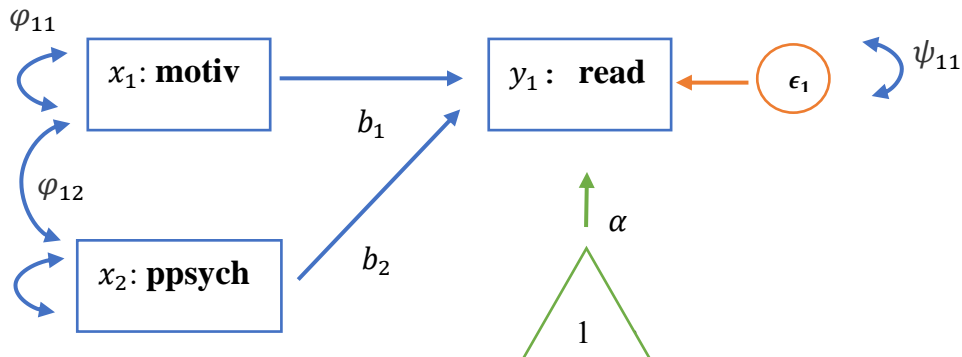 φ₁₁
x₁: motiv
y₁ : read
ϵ₁
ψ₁₁
b₁
φ₁₂
α
x₂: ppsych
b₂
1